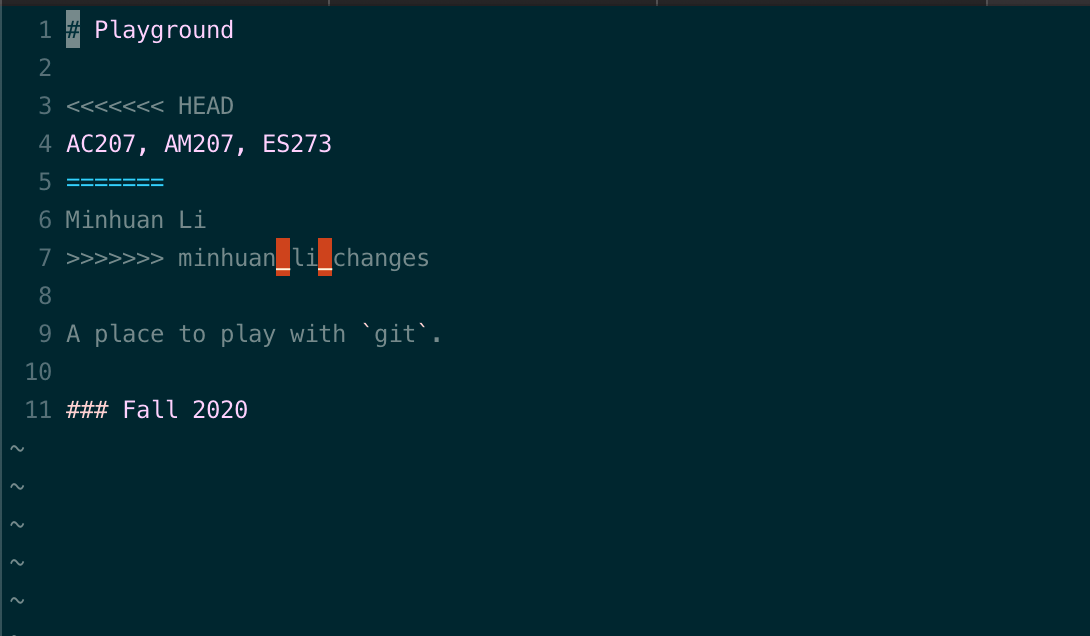 1 # Playground
2
3 <<<<<<< HEAD
4 AC207, AM207, ES273
5 =======
6 Minhuan Li
7 >>>>>>> minhuan_li_changes
8
9 A place to play with `git`.
10
11 ### Fall 2020
~
~
~
~
~